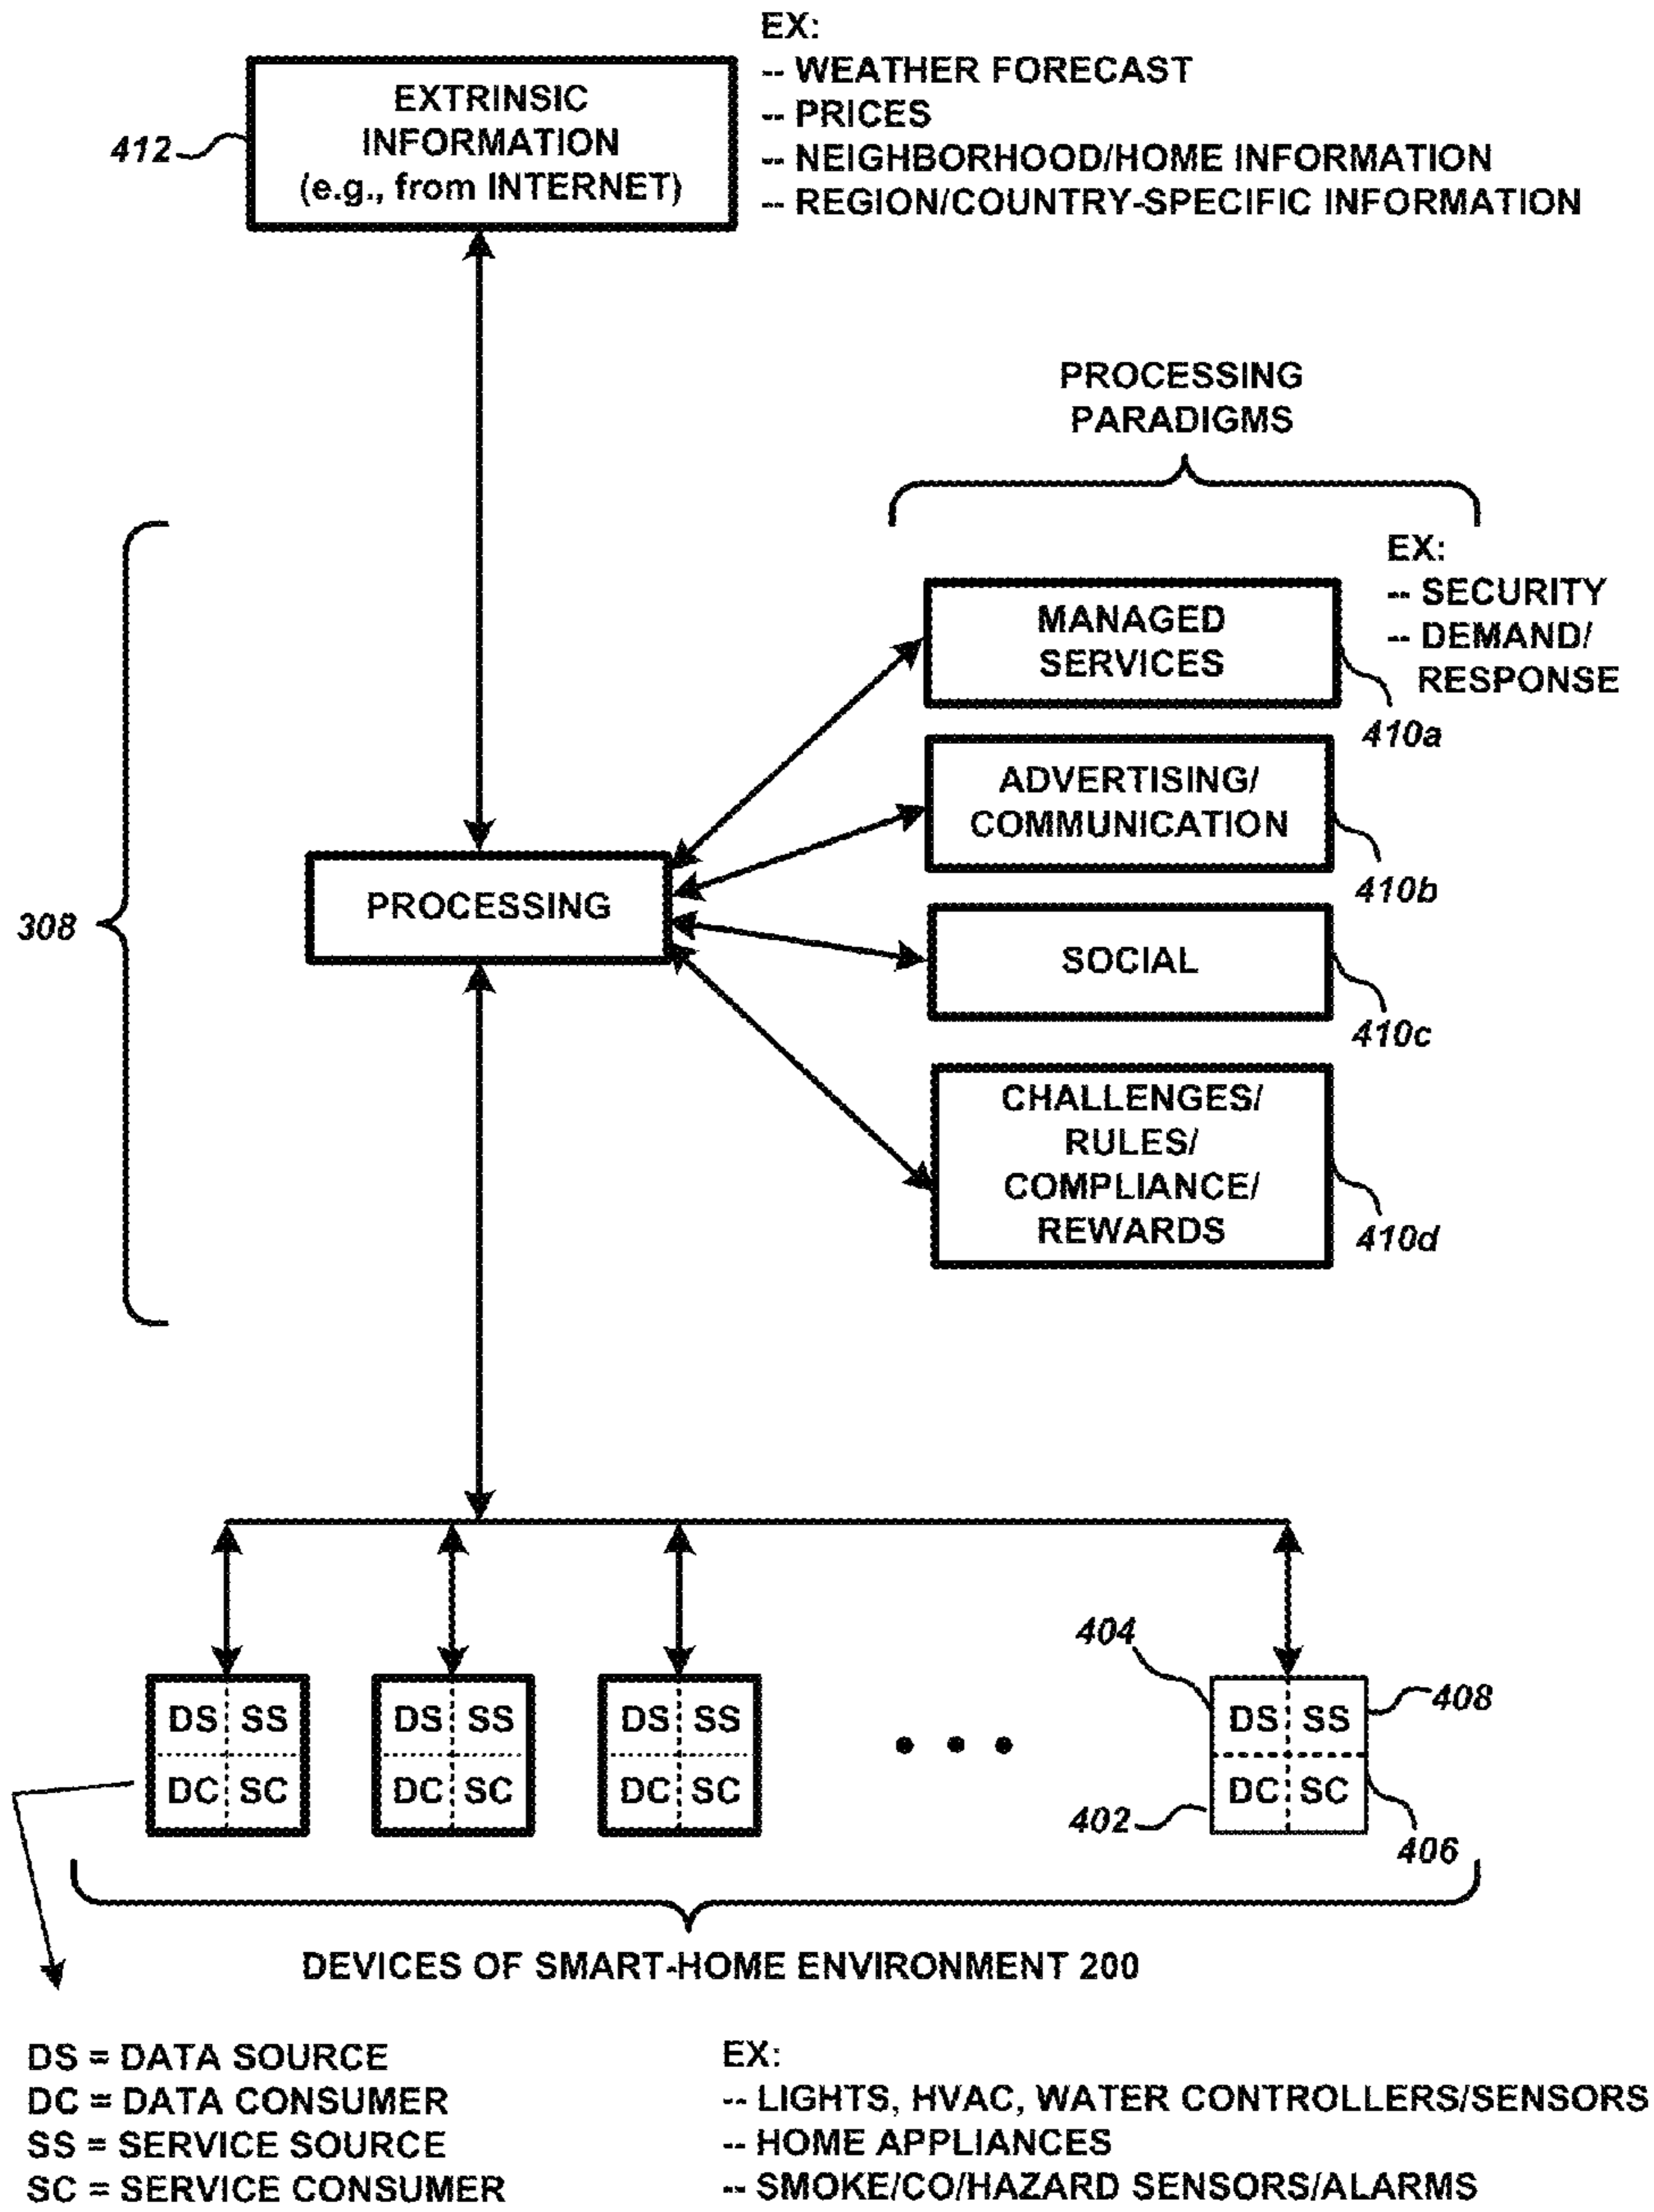 EX:
-- WEATHER FORECAST
-- PRICES
-- NEIGHBORHOOD/HOME INFORMATION
-- REGION/COUNTRY-SPECIFIC INFORMATION
EXTRINSIC
INFORMATION
(e.g., from INTERNET)
412
PROCESSING
PARADIGMS
EX:
-- SECURITY
-- DEMAND/
RESPONSE
MANAGED
SERVICES
410a
ADVERTISING/
COMMUNICATION
410b
PROCESSING
308
SOCIAL
410c
CHALLENGES/
RULES/
COMPLIANCE/
REWARDS
410d
404
408
DS SS
DC SC
DS SS
DC SC
DS SS
DC SC
DS SS
DC SC
402
406
DEVICES OF SMART-HOME ENVIRONMENT 200
DS = DATA SOURCE
DC = DATA CONSUMER
SS = SERVICE SOURCE
SC = SERVICE CONSUMER
EX:
-- LIGHTS, HVAC, WATER CONTROLLERS/SENSORS
-- HOME APPLIANCES
-- SMOKE/CO/HAZARD SENSORS/ALARMS